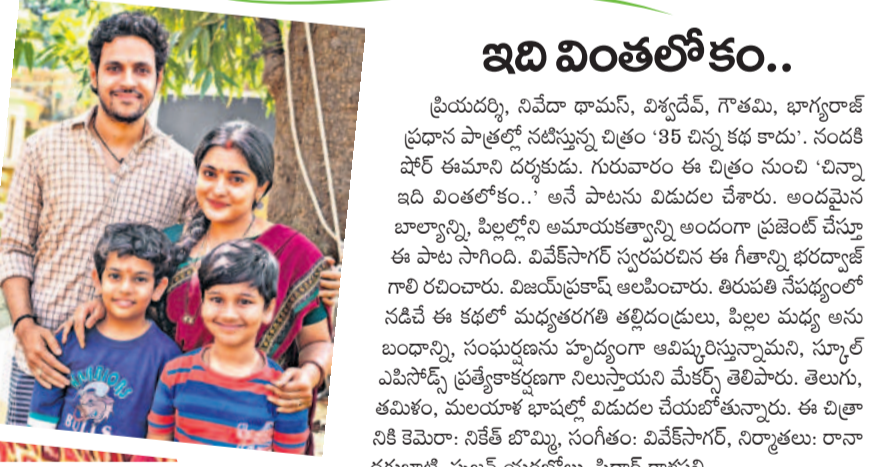 ఇది వింతలోకం..
ప్రియదర్శి, నివేదా థామస్, విశ్వదేవ్, గౌతమి, భాగ్యరాజ్
ప్రధాన పాత్రల్లో నటిస్తున్న చిత్రం ‘35 చిన్న కథ కాదు’. నందకి
షోర్ ఈమాని దర్శకుడు. గురువారం ఈ చిత్రం నుంచి ‘చిన్నా
ఇది వింతలోకం..’ అనే పాటను విడుదల చేశారు. అందమైన
బాల్యాన్ని, పిల్లల్లోని అమాయకత్వాన్ని అందంగా ప్రజెంట్ చేస్తూ
ఈ పాట సాగింది. వివేక్‌సాగర్ స్వరపరచిన ఈ గీతాన్ని భరద్వాజ్
గాలి రచించారు. విజయ్‌ప్రకాష్ ఆలపించారు. తిరుపతి నేపథ్యంలో
నడిచే ఈ కథలో మధ్యతరగతి తల్లిదండ్రులు, పిల్లల మధ్య అను
బంధాన్ని, సంఘర్షణను హృద్యంగా ఆవిష్కరిస్తున్నామని, స్కూల్
ఎపిసోడ్స్ ప్రత్యేకాకర్షణగా నిలుస్తాయని మేకర్స్ తెలిపారు. తెలుగు,
తమిళం, మలయాళ భాషల్లో విడుదల చేయబోతున్నారు. ఈ చిత్రా
నికి కెమెరా: నికేత్ బొమ్మి, సంగీతం: వివేక్‌సాగర్, నిర్మాతలు: రానా